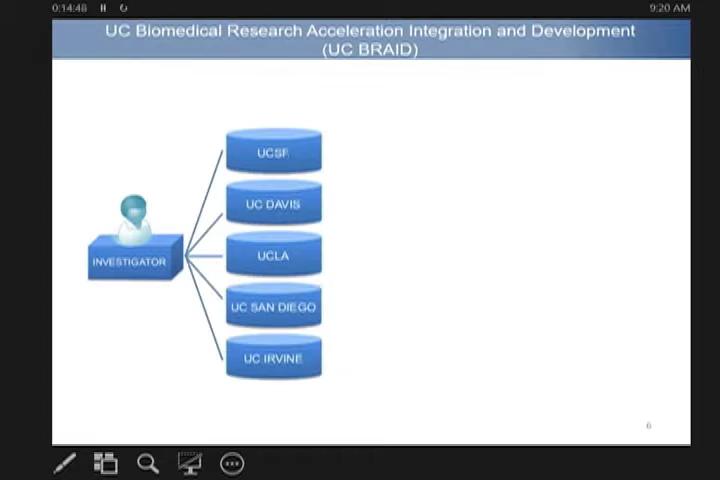 0:14:48
9:20 AM
UC Biomedical Research Acceleration Integration and Development
(UC BRAID)
UCSF
UC DAVIS
UCLA
INVESTIGATOR
UC SAN DIEGO
UC IRVINE
6